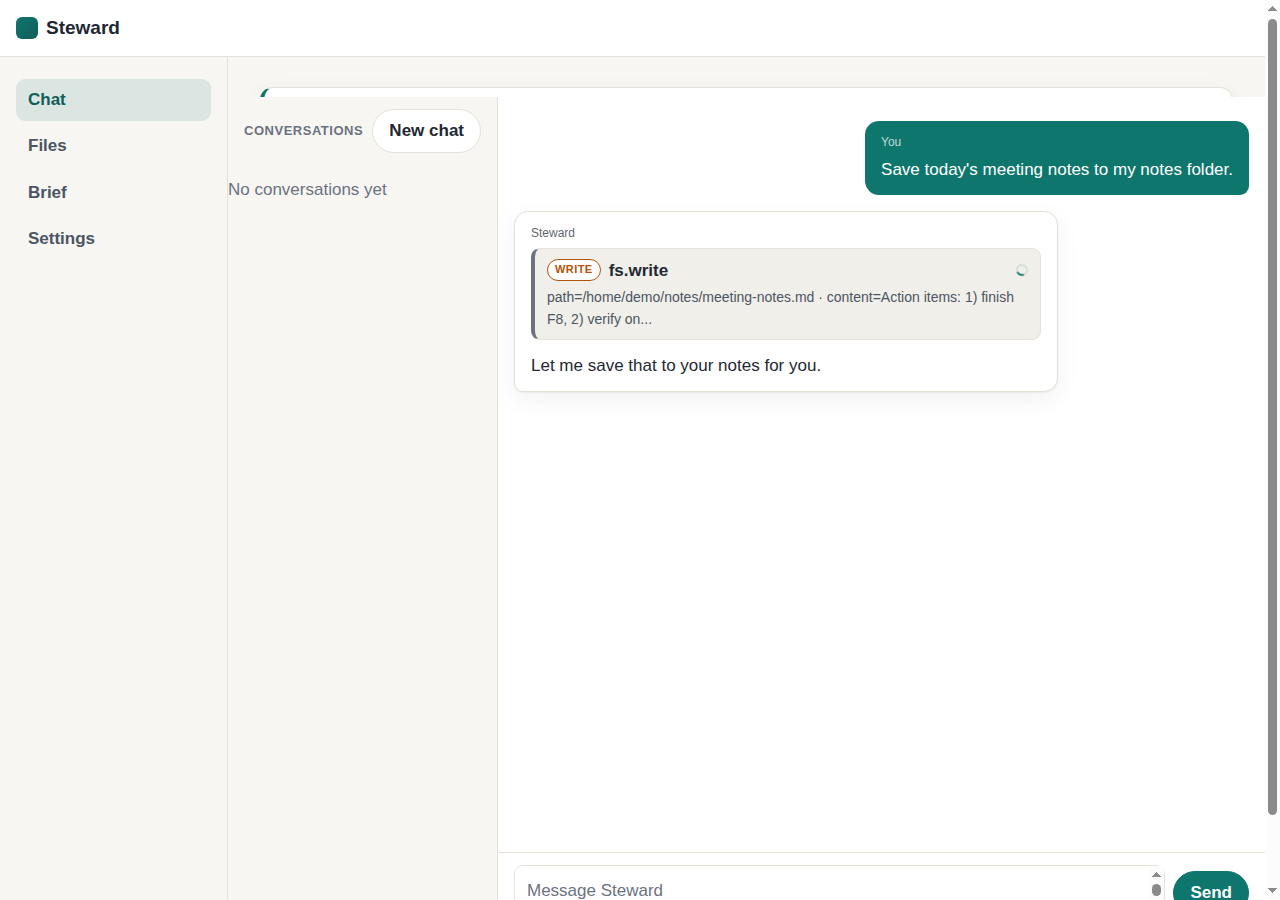 Steward
Chat
Files
Brief
Settings
CONVERSATIONS
New chat
No conversations yet
You
Save today's meeting notes to my notes folder.
Steward
WRITE fs.write
path=/home/demo/notes/meeting-notes.md · content=Action items: 1) finish
F8, 2) verify on...
Let me save that to your notes for you.
Message Steward
Send